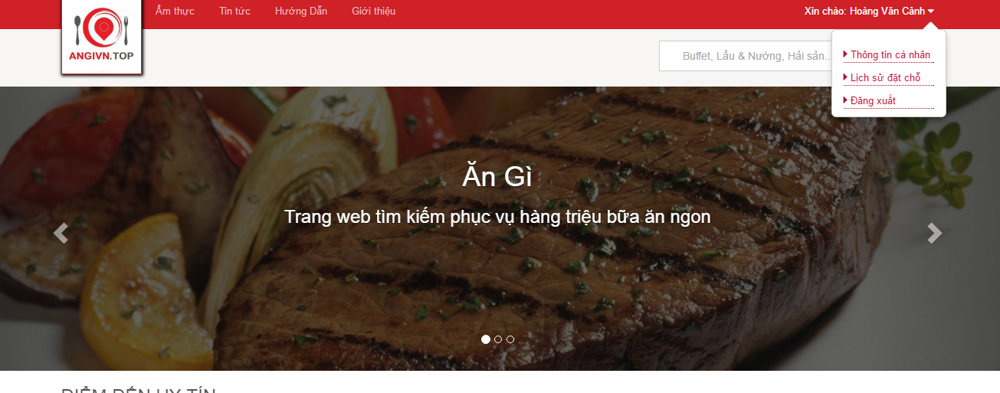 Ẩm thực Tin tức Hướng Dẫn Giới thiệu Xin chào: Hoàng Văn Cảnh
ANGIVN.TOP
Buffet, Lẩu & Nướng, Hải sản...
Thông tin cá nhân
Lịch sử đặt chỗ
Đăng xuất
Ăn Gì
Trang web tìm kiếm phục vụ hàng triệu bữa ăn ngon
ĐIỂM ĐẾN UY TÍN